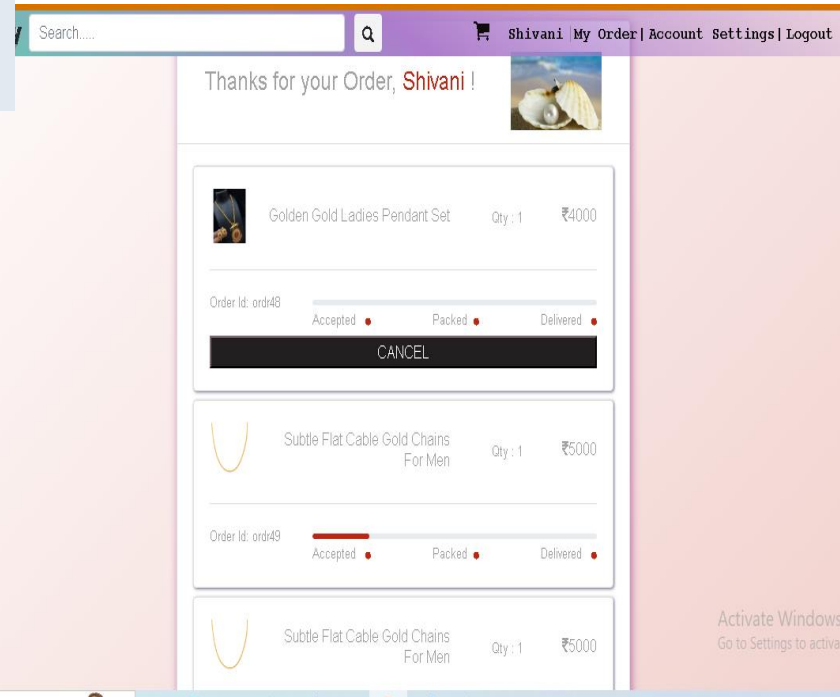 Search.....
Shivani |My Order| Account Settings| Logout
Thanks for your Order, Shivani !
Golden Gold Ladies Pendant Set Qty : 1 ₹4000
Order Id: ordr48
Accepted Packed Delivered
CANCEL
Subtle Flat Cable Gold Chains
For Men Qty : 1 ₹5000
Order Id: ordr49
Accepted Packed Delivered
Subtle Flat Cable Gold Chains
For Men Qty : 1 ₹5000
Activate Windows
Go to Settings to activa